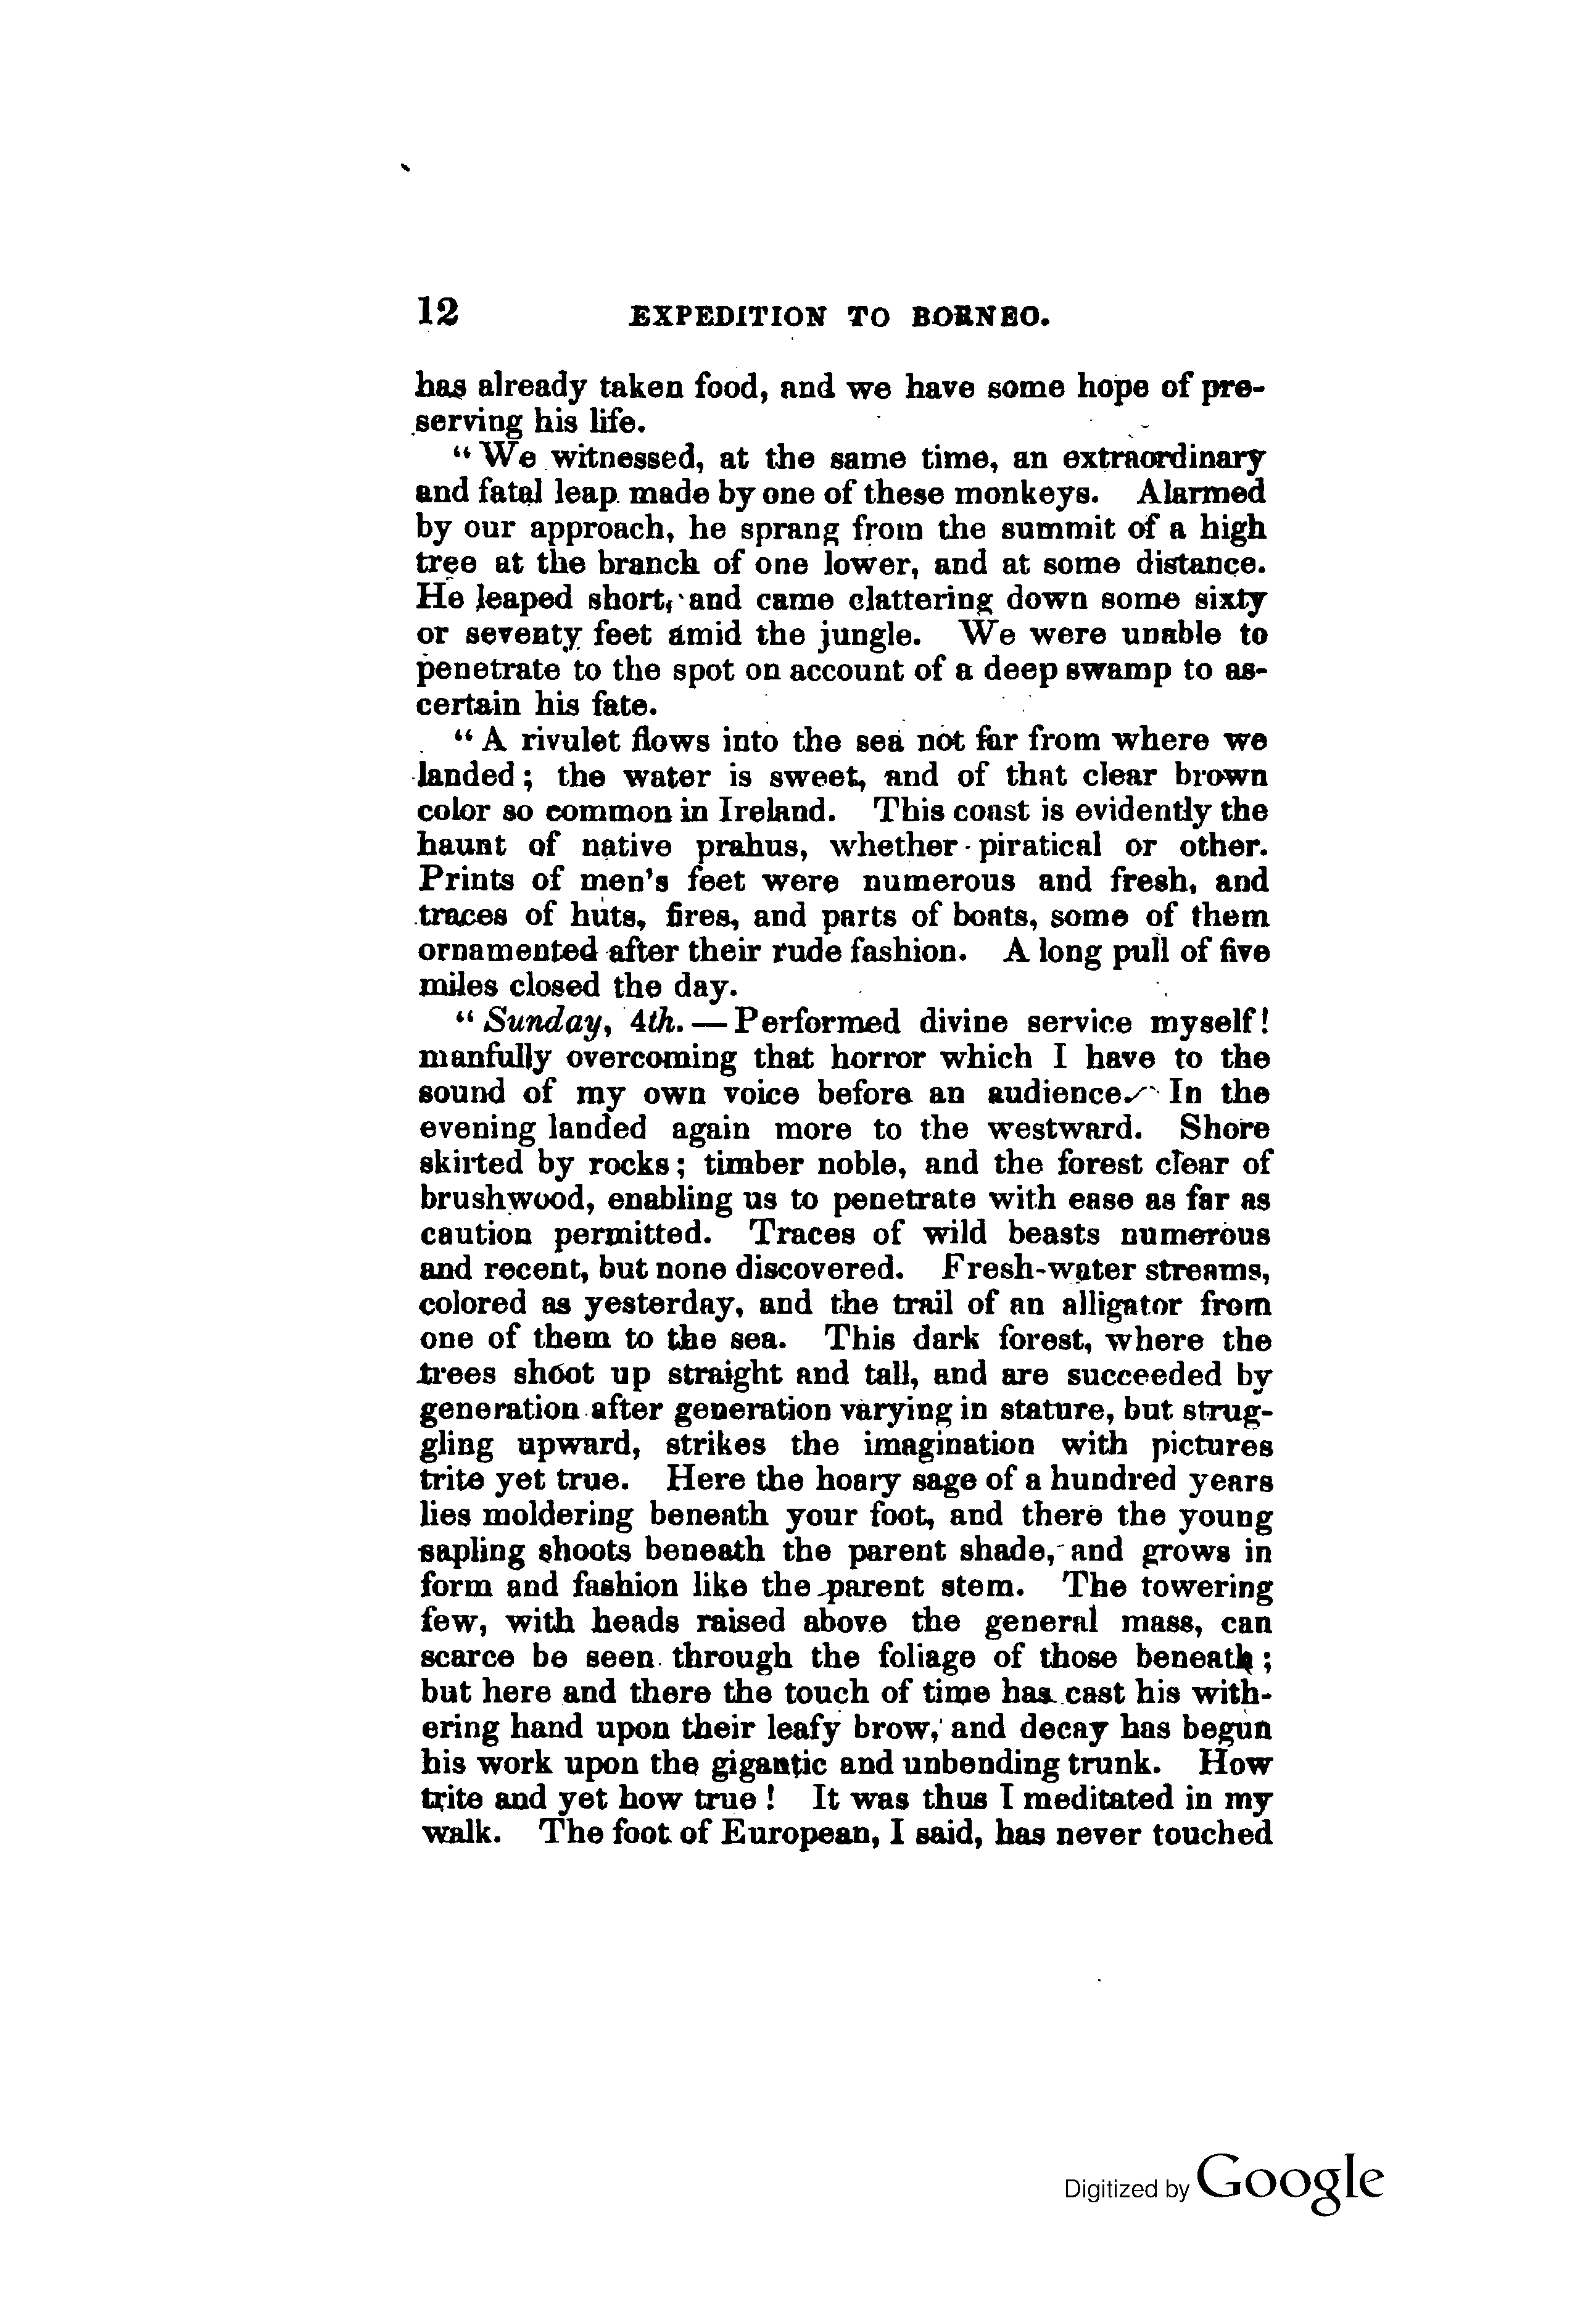 12 EXPEDITION TO BORNEO.
has already taken food, and we have some hope of pre-
serving his life.
“We witnessed, at the same time, an extraordinary
and fatal leap made by one of these monkeys. Alarmed
by our approach, he sprang from the summit of a high
tree at the branch of one lower, and at some distance.
He leaped short, and came clattering down some sixty
or seventy feet amid the jungle. We were unable to
penetrate to the spot on account of a deep swamp to as-
certain his fate.
“A rivulet flows into the sea not far from where we
landed; the water is sweet, and of that clear brown
color so common in Ireland. This coast is evidently the
haunt of native prahus, whether piratical or other.
Prints of men's feet were numerous and fresh, and
traces of huts, fires, and parts of boats, some of them
ornamented after their rude fashion. A long pull of five
miles closed the day.
“Sunday, 4th.—Performed divine service myself!
manfully overcoming that horror which I have to the
sound of my own voice before an audience. In the
evening landed again more to the westward. Shore
skirted by rocks; timber noble, and the forest clear of
brushwood, enabling us to penetrate with ease as far as
caution permitted. Traces of wild beasts numerous
and recent, but none discovered. Fresh-water streams,
colored as yesterday, and the trail of an alligator from
one of them to the sea. This dark forest, where the
trees shoot up straight and tall, and are succeeded by
generation after generation varying in stature, but strug-
gling upward, strikes the imagination with pictures
trite yet true. Here the hoary sage of a hundred years
lies moldering beneath your foot, and there the young
sapling shoots beneath the parent shade, and grows in
form and fashion like the parent stem. The towering
few, with heads raised above the general mass, can
scarce be seen through the foliage of those beneath;
but here and there the touch of time has cast his with-
ering hand upon their leafy brow, and decay has begun
his work upon the gigantic and unbending trunk. How
trite and yet how true! It was thus I meditated in my
walk. The foot of European, I said, has never touched
Digitized by Google